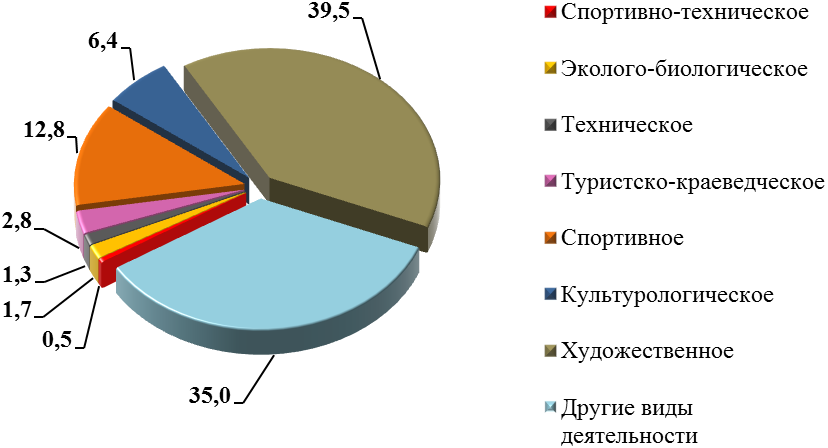 39,5
6,4
12,8
2,8
1,3
1,7
0,5
35,0
Спортивно-техническое
Эколого-биологическое
Техническое
Туристско-краеведческое
Спортивное
Культурологическое
Художественное
Другие виды
деятельности